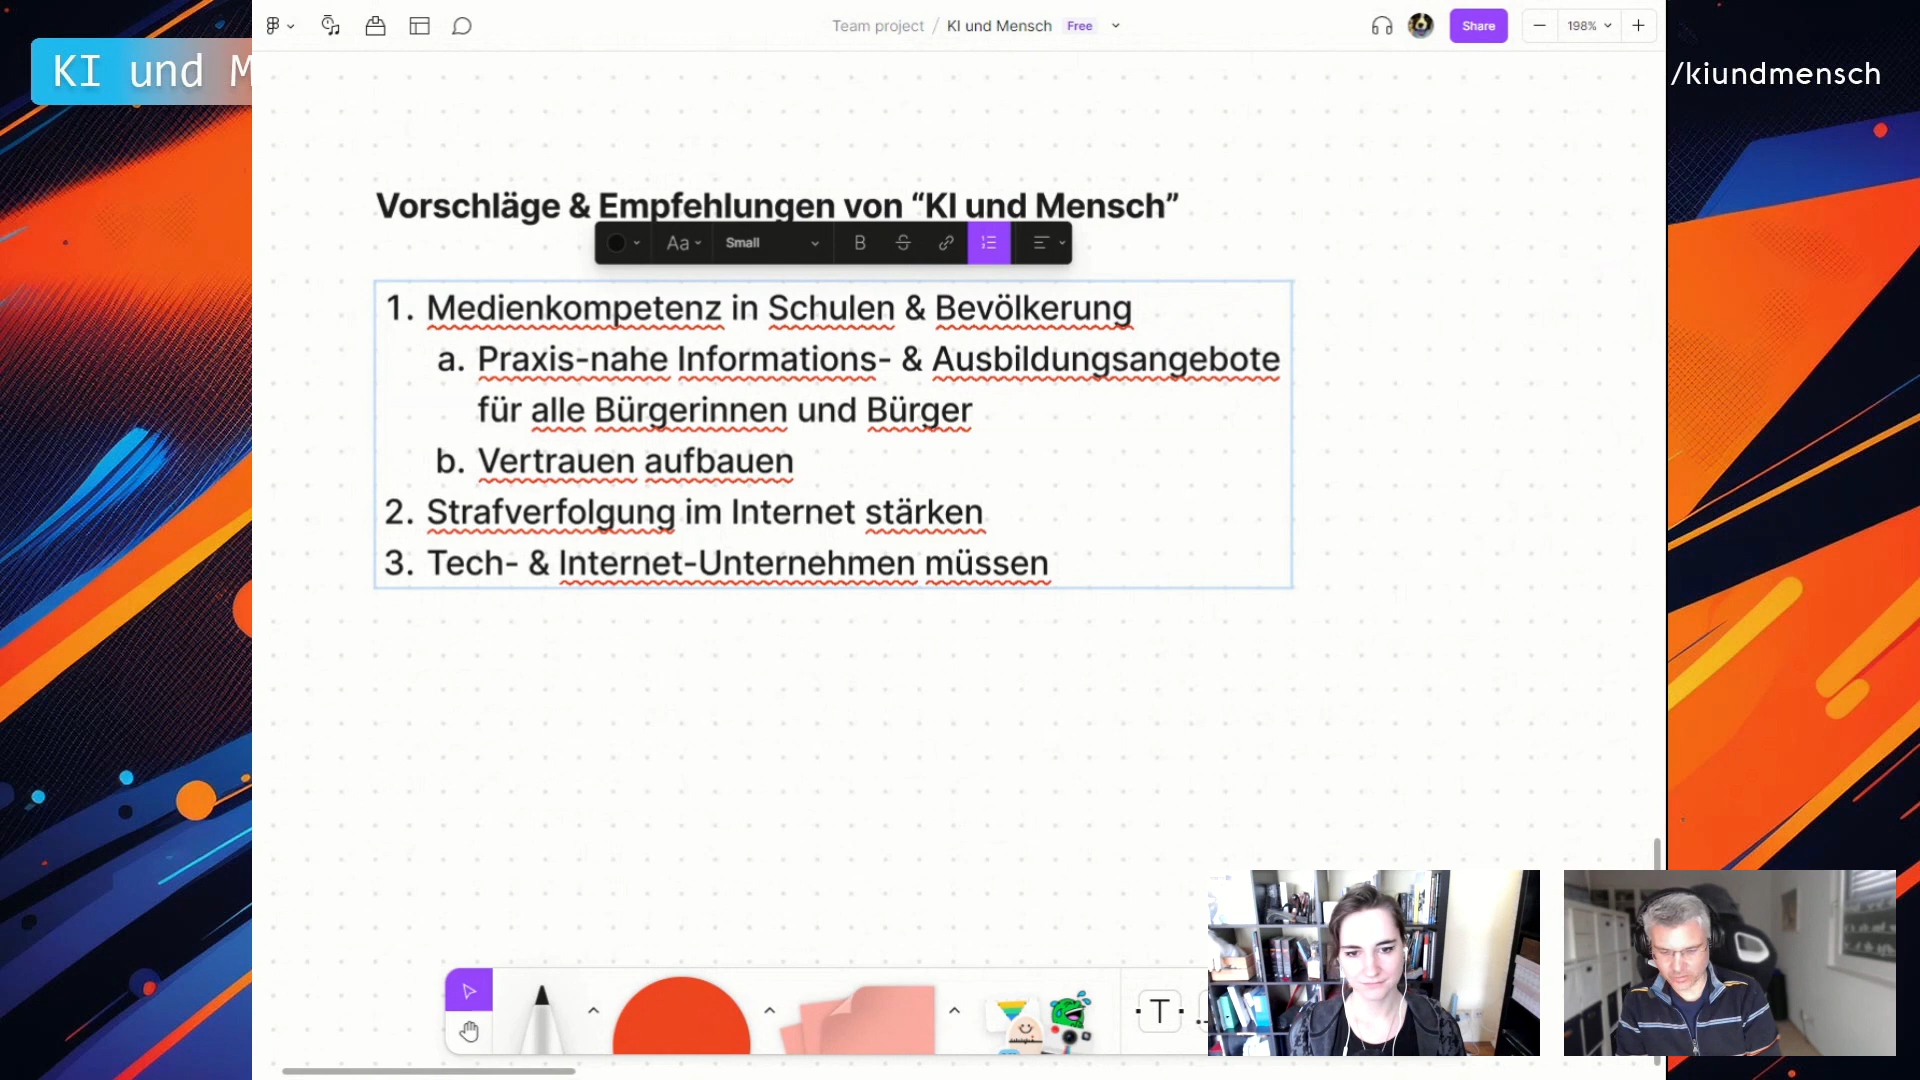 KI und M
/kiundmensch
Team project / KI und Mensch Free
Share
198%
Vorschläge & Empfehlungen von “KI und Mensch”
Aa Small B S
1. Medienkompetenz in Schulen & Bevölkerung
a. Praxis-nahe Informations- & Ausbildungsangebote
für alle Bürgerinnen und Bürger
b. Vertrauen aufbauen
2. Strafverfolgung im Internet stärken
3. Tech- & Internet-Unternehmen müssen
T